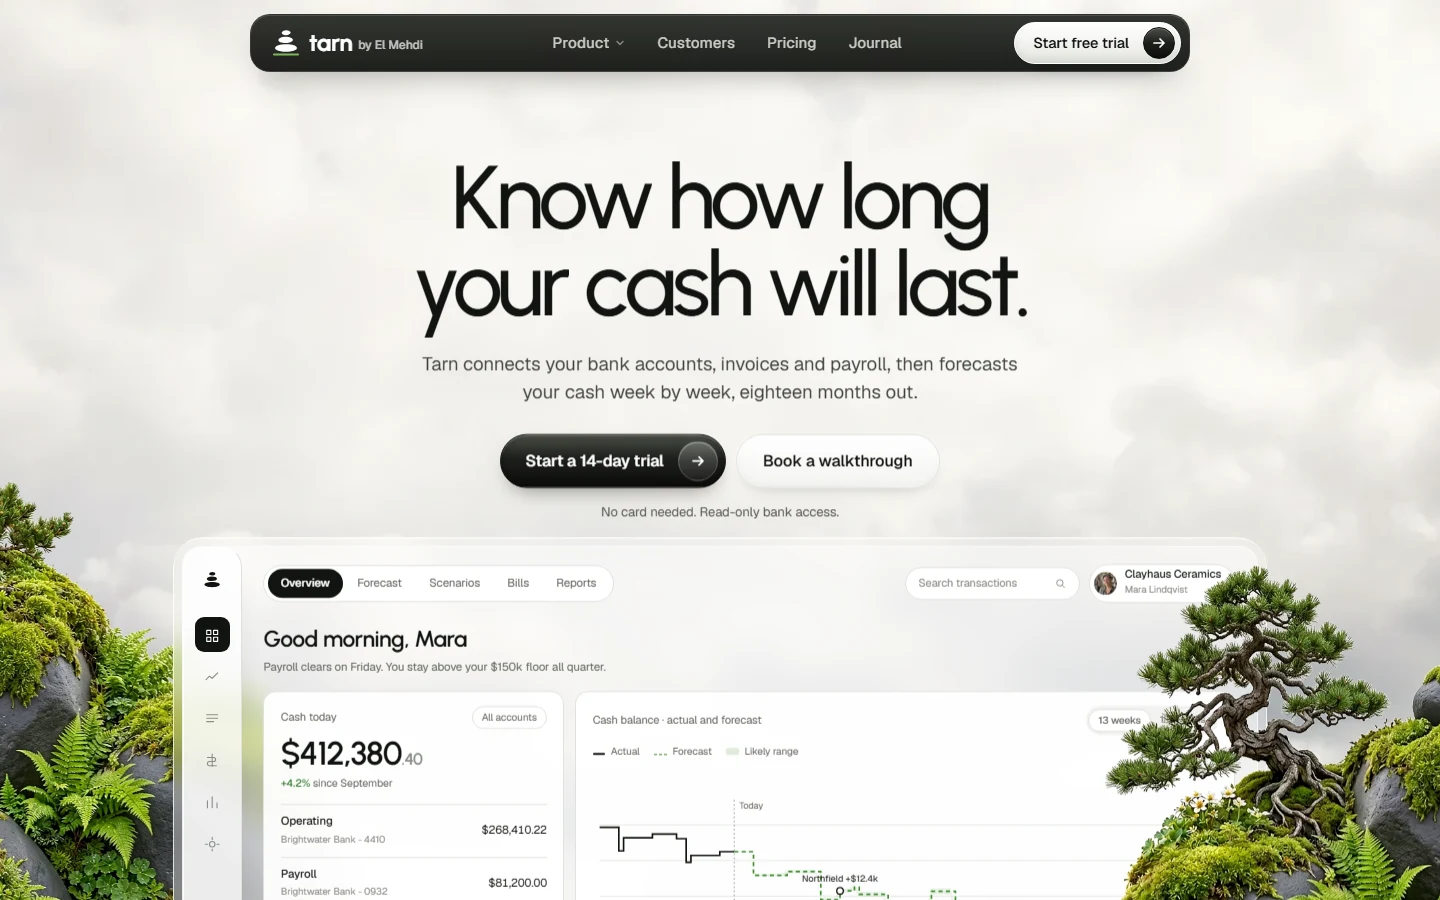 tarn by El Mehdi
Product
Customers
Pricing
Journal
Start free trial
Know how long
your cash will last.
Tarn connects your bank accounts, invoices and payroll, then forecasts
your cash week by week, eighteen months out.
Start a 14-day trial
Book a walkthrough
No card needed. Read-only bank access.
Overview
Forecast
Scenarios
Bills
Reports
Search transactions
Clayhaus Ceramics
Mara Lindqvist
Good morning, Mara
Payroll clears on Friday. You stay above your $150k floor all quarter.
Cash today
All accounts
$412,380.40
+4.2% since September
Operating
Brightwater Bank - 4410
$268,410.22
Payroll
Brightwater Bank - 0932
$81,200.00
Cash balance · actual and forecast
13 weeks
Actual
Forecast
Likely range
Today
Northfield +$12.4k